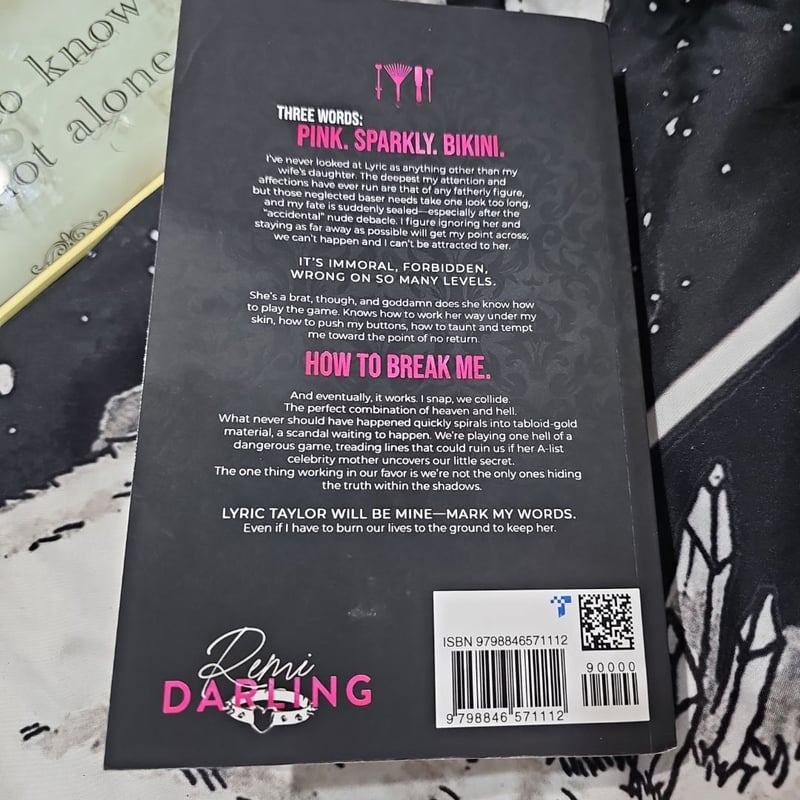 o know
ot alone
THREE WORDS:
PINK. SPARKLY. BIKINI.
I've never looked at Lyric as anything other than my
wife's daughter. The deepest my attention and
affections have ever run are that of any fatherly figure,
but those neglected baser needs take one look too long,
and my fate is suddenly sealed—especially after the
"accidental" nude debacle. I figure ignoring her and
staying as far away as possible will get my point across;
we can't happen and I can't be attracted to her.
IT'S IMMORAL, FORBIDDEN,
WRONG ON SO MANY LEVELS.
She's a brat, though, and goddamn does she know how
to play the game. Knows how to work her way under my
skin, how to push my buttons, how to taunt and tempt
me toward the point of no return.
HOW TO BREAK ME.
And eventually, it works. I snap, we collide.
The perfect combination of heaven and hell.
What never should have happened quickly spirals into tabloid-gold
material, a scandal waiting to happen. We're playing one hell of a
dangerous game, treading lines that could ruin us if her A-list
celebrity mother uncovers our little secret.
The one thing working in our favor is we're not the only ones hiding
the truth within the shadows.
LYRIC TAYLOR WILL BE MINE—MARK MY WORDS.
Even if I have to burn our lives to the ground to keep her.
Remi
DARLING
ISBN 9798846571112
90000
9 798846 571112